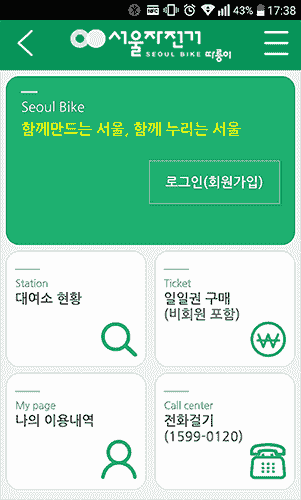 NFC 43% 17:38
서울자전기
SEOUL BIKE 따릉이
Seoul Bike
함께만드는 서울, 함께 누리는 서울
로그인(회원가입)
Station
대여소 현황
Ticket
일일권 구매
(비회원 포함)
My page
나의 이용내역
Call center
전화걸기
(1599-0120)